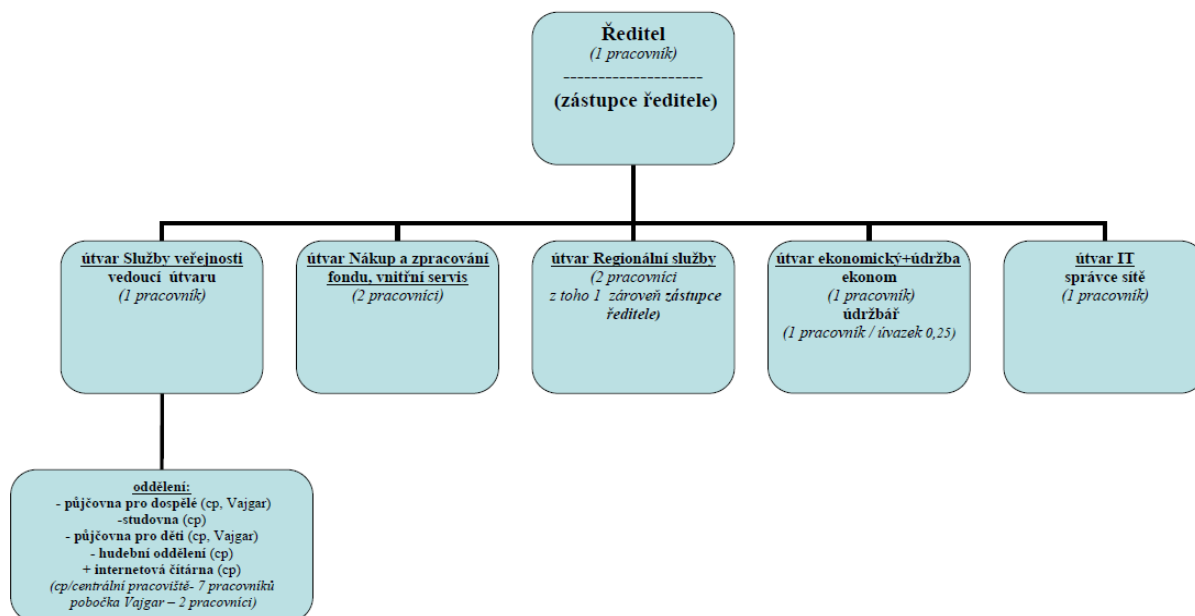 Ředitel
(1 pracovník)
--------------------
(zástupce ředitele)
útvar Služby veřejnosti
vedoucí útvaru
(1 pracovník)
útvar Nákup a zpracování
fondu, vnitřní servis
(2 pracovníci)
útvar Regionální služby
(2 pracovníci
z toho 1 zároveň zástupce
ředitele)
útvar ekonomický+údržba
ekonom
(1 pracovník)
údržbář
(1 pracovník / úvazek 0,25)
útvar IT
správce sítě
(1 pracovník)
oddělení:
- půjčovna pro dospělé (cp, Vajgar)
-studovna (cp)
- půjčovna pro děti (cp, Vajgar)
- hudební oddělení (cp)
+ internetová čítárna (cp)
(cp/centrální pracoviště- 7 pracovníků
pobočka Vajgar – 2 pracovníci)